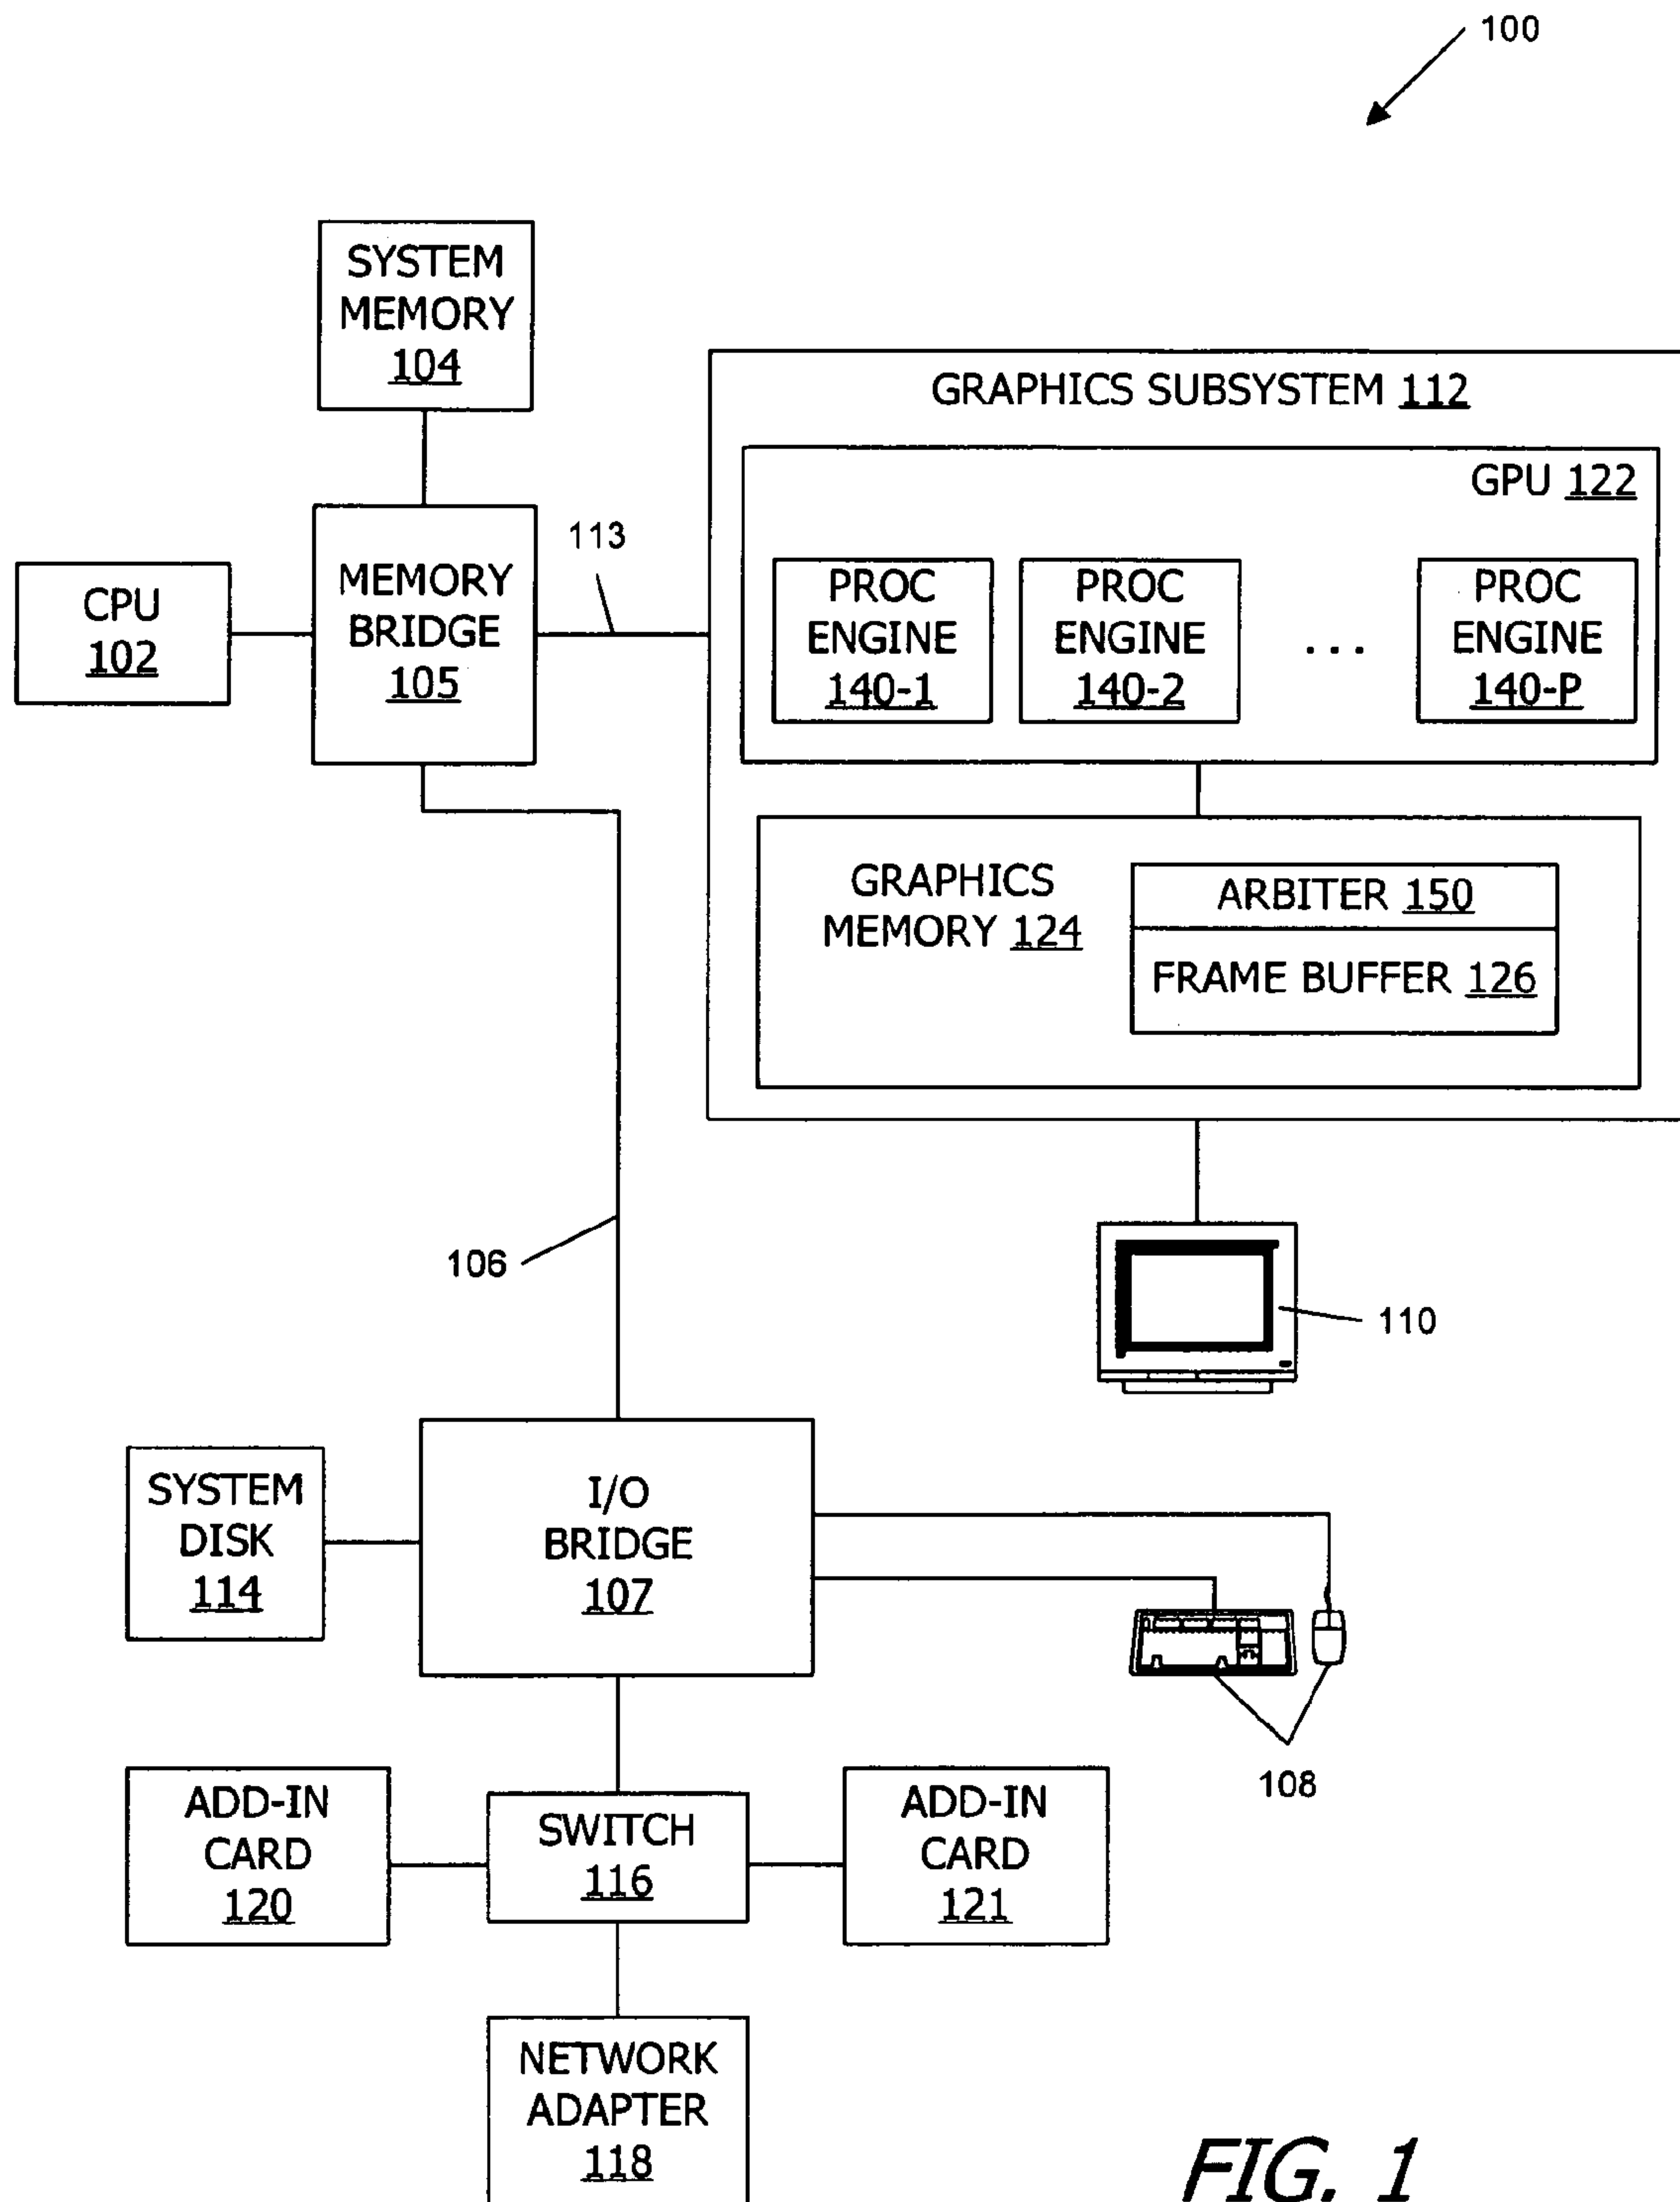 100
SYSTEM
MEMORY
104
GRAPHICS SUBSYSTEM 112
GPU 122
113
MEMORY
BRIDGE
105
CPU
102
PROC
ENGINE
140-1
PROC
ENGINE
140-2
...
PROC
ENGINE
140-P
GRAPHICS
MEMORY 124
ARBITER 150
FRAME BUFFER 126
106
110
SYSTEM
DISK
114
I/O
BRIDGE
107
108
ADD-IN
CARD
120
SWITCH
116
ADD-IN
CARD
121
NETWORK
ADAPTER
118
FIG. 1